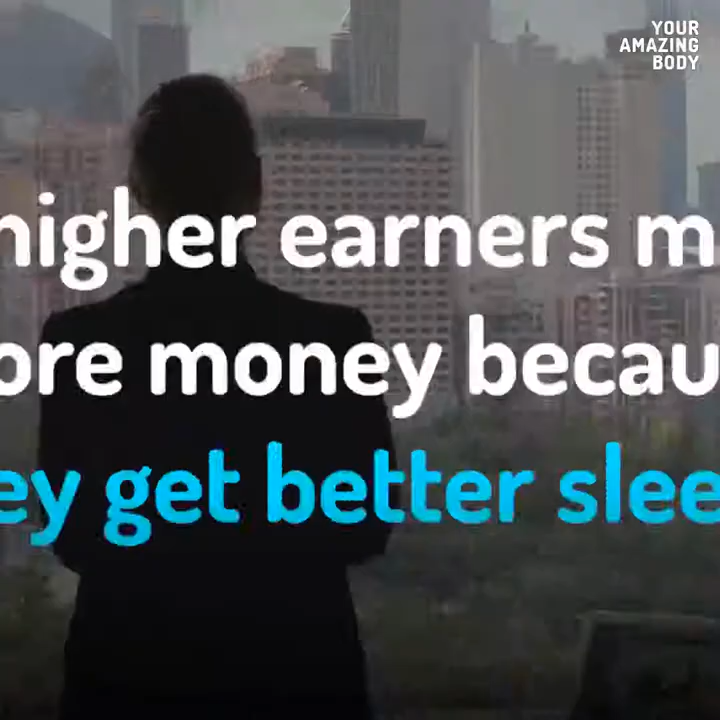 YOUR
AMAZING
BODY
higher earners m
ore money becau
ey get better slee